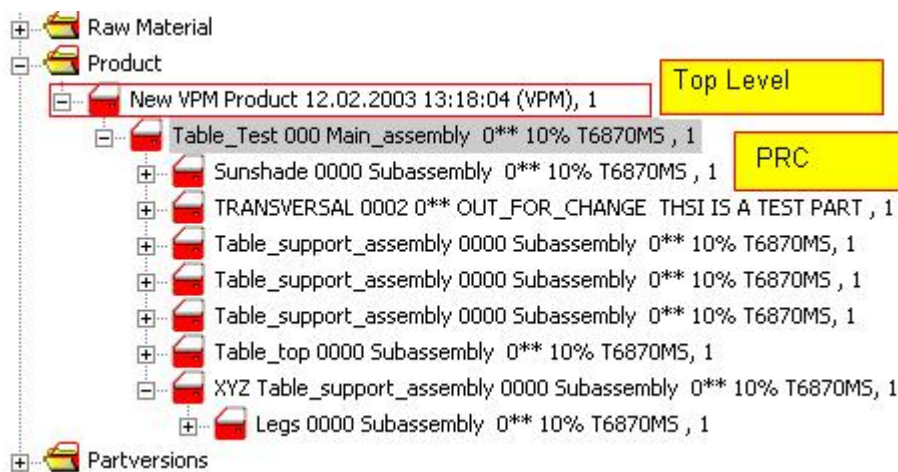 Raw Material
Product
New VPM Product 12.02.2003 13:18:04 (VPM), 1
Top Level
Table_Test 000 Main_assembly 0** 10% T6870MS , 1
PRC
Sunshade 0000 Subassembly 0** 10% T6870MS , 1
TRANSVERSAL 0002 0** OUT_FOR_CHANGE THSI IS A TEST PART , 1
Table_support_assembly 0000 Subassembly 0** 10% T6870MS, 1
Table_support_assembly 0000 Subassembly 0** 10% T6870MS , 1
Table_support_assembly 0000 Subassembly 0** 10% T6870MS, 1
Table_top 0000 Subassembly 0** 10% T6870MS, 1
XYZ Table_support_assembly 0000 Subassembly 0** 10% T6870MS, 1
Legs 0000 Subassembly 0** 10% T6870MS , 1
Partversions